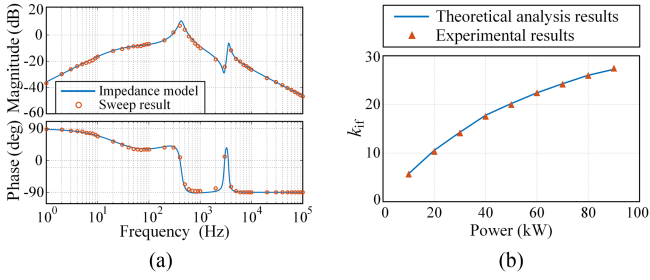 Magnitude (dB)
20
0
-20
-40
-60
Impedance model
Sweep result
Phase (deg)
90
0
-90
10^0
10^1
10^2
10^3
10^4
10^5
Frequency (Hz)
(a)
Theoretical analysis results
Experimental results
k_if
30
20
10
0
0
20
40
60
80
100
Power (kW)
(b)